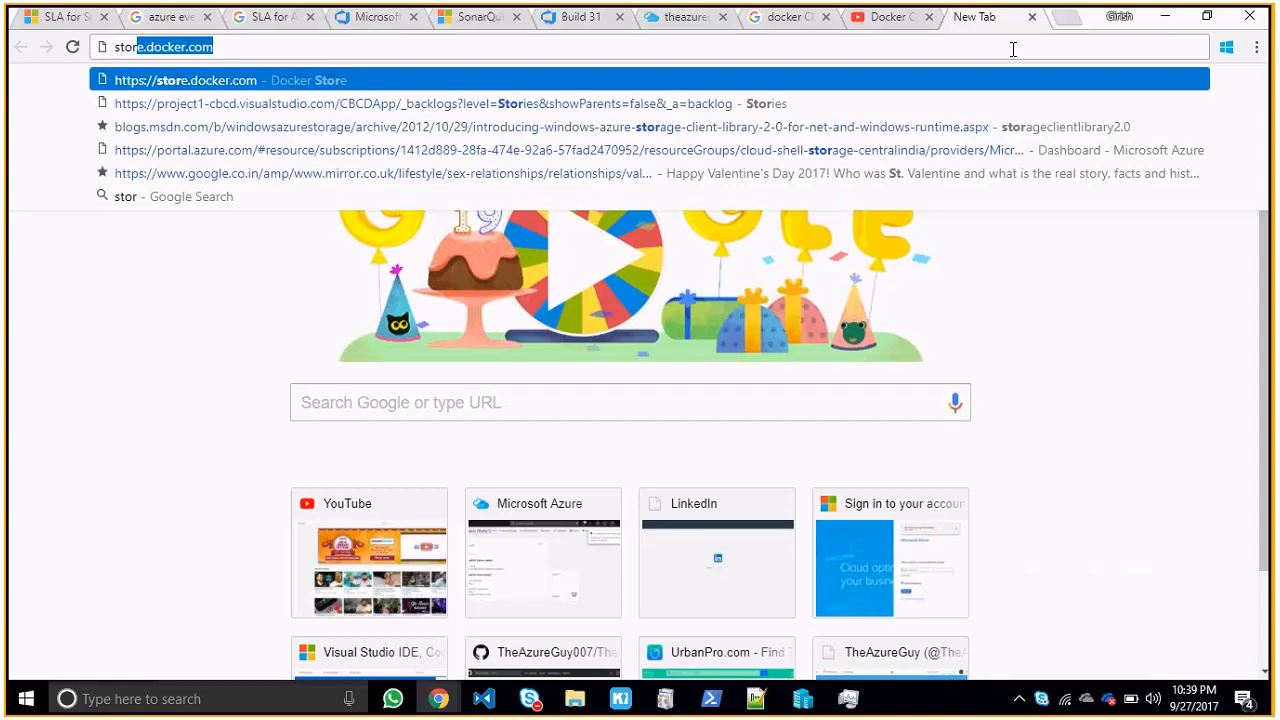 SLA for S
azure eve
SLA for A
Microsoft
SonarQu
Build 31
theazure
docker Cl
Docker C
New Tab
Girish
store.docker.com
https://store.docker.com - Docker Store
https://project1-cbcd.visualstudio.com/CBCDApp/_backlogs?level=Stories&showParents=false&_a=backlog - Stories
blogs.msdn.com/b/windowsazurestorage/archive/2012/10/29/introducing-windows-azure-storage-client-library-2-0-for-net-and-windows-runtime.aspx - storageclientlibrary2.0
https://portal.azure.com/#resource/subscriptions/1412d889-28fa-474e-92a6-57fad2470952/resourceGroups/cloud-shell-storage-centralindia/providers/Micr... - Dashboard - Microsoft Azure
https://www.google.co.in/amp/www.mirror.co.uk/lifestyle/sex-relationships/relationships/val... - Happy Valentine's Day 2017! Who was St. Valentine and what is the real story, facts and hist...
stor - Google Search
G 19 G L E
Search Google or type URL
YouTube
Microsoft Azure
LinkedIn
Sign in to your accour
Cloud opti
your busine
Visual Studio IDE, Co
TheAzureGuy007/The
UrbanPro.com - Find
TheAzureGuy (@TheA
Type here to search
10:39 PM
9/27/2017
4